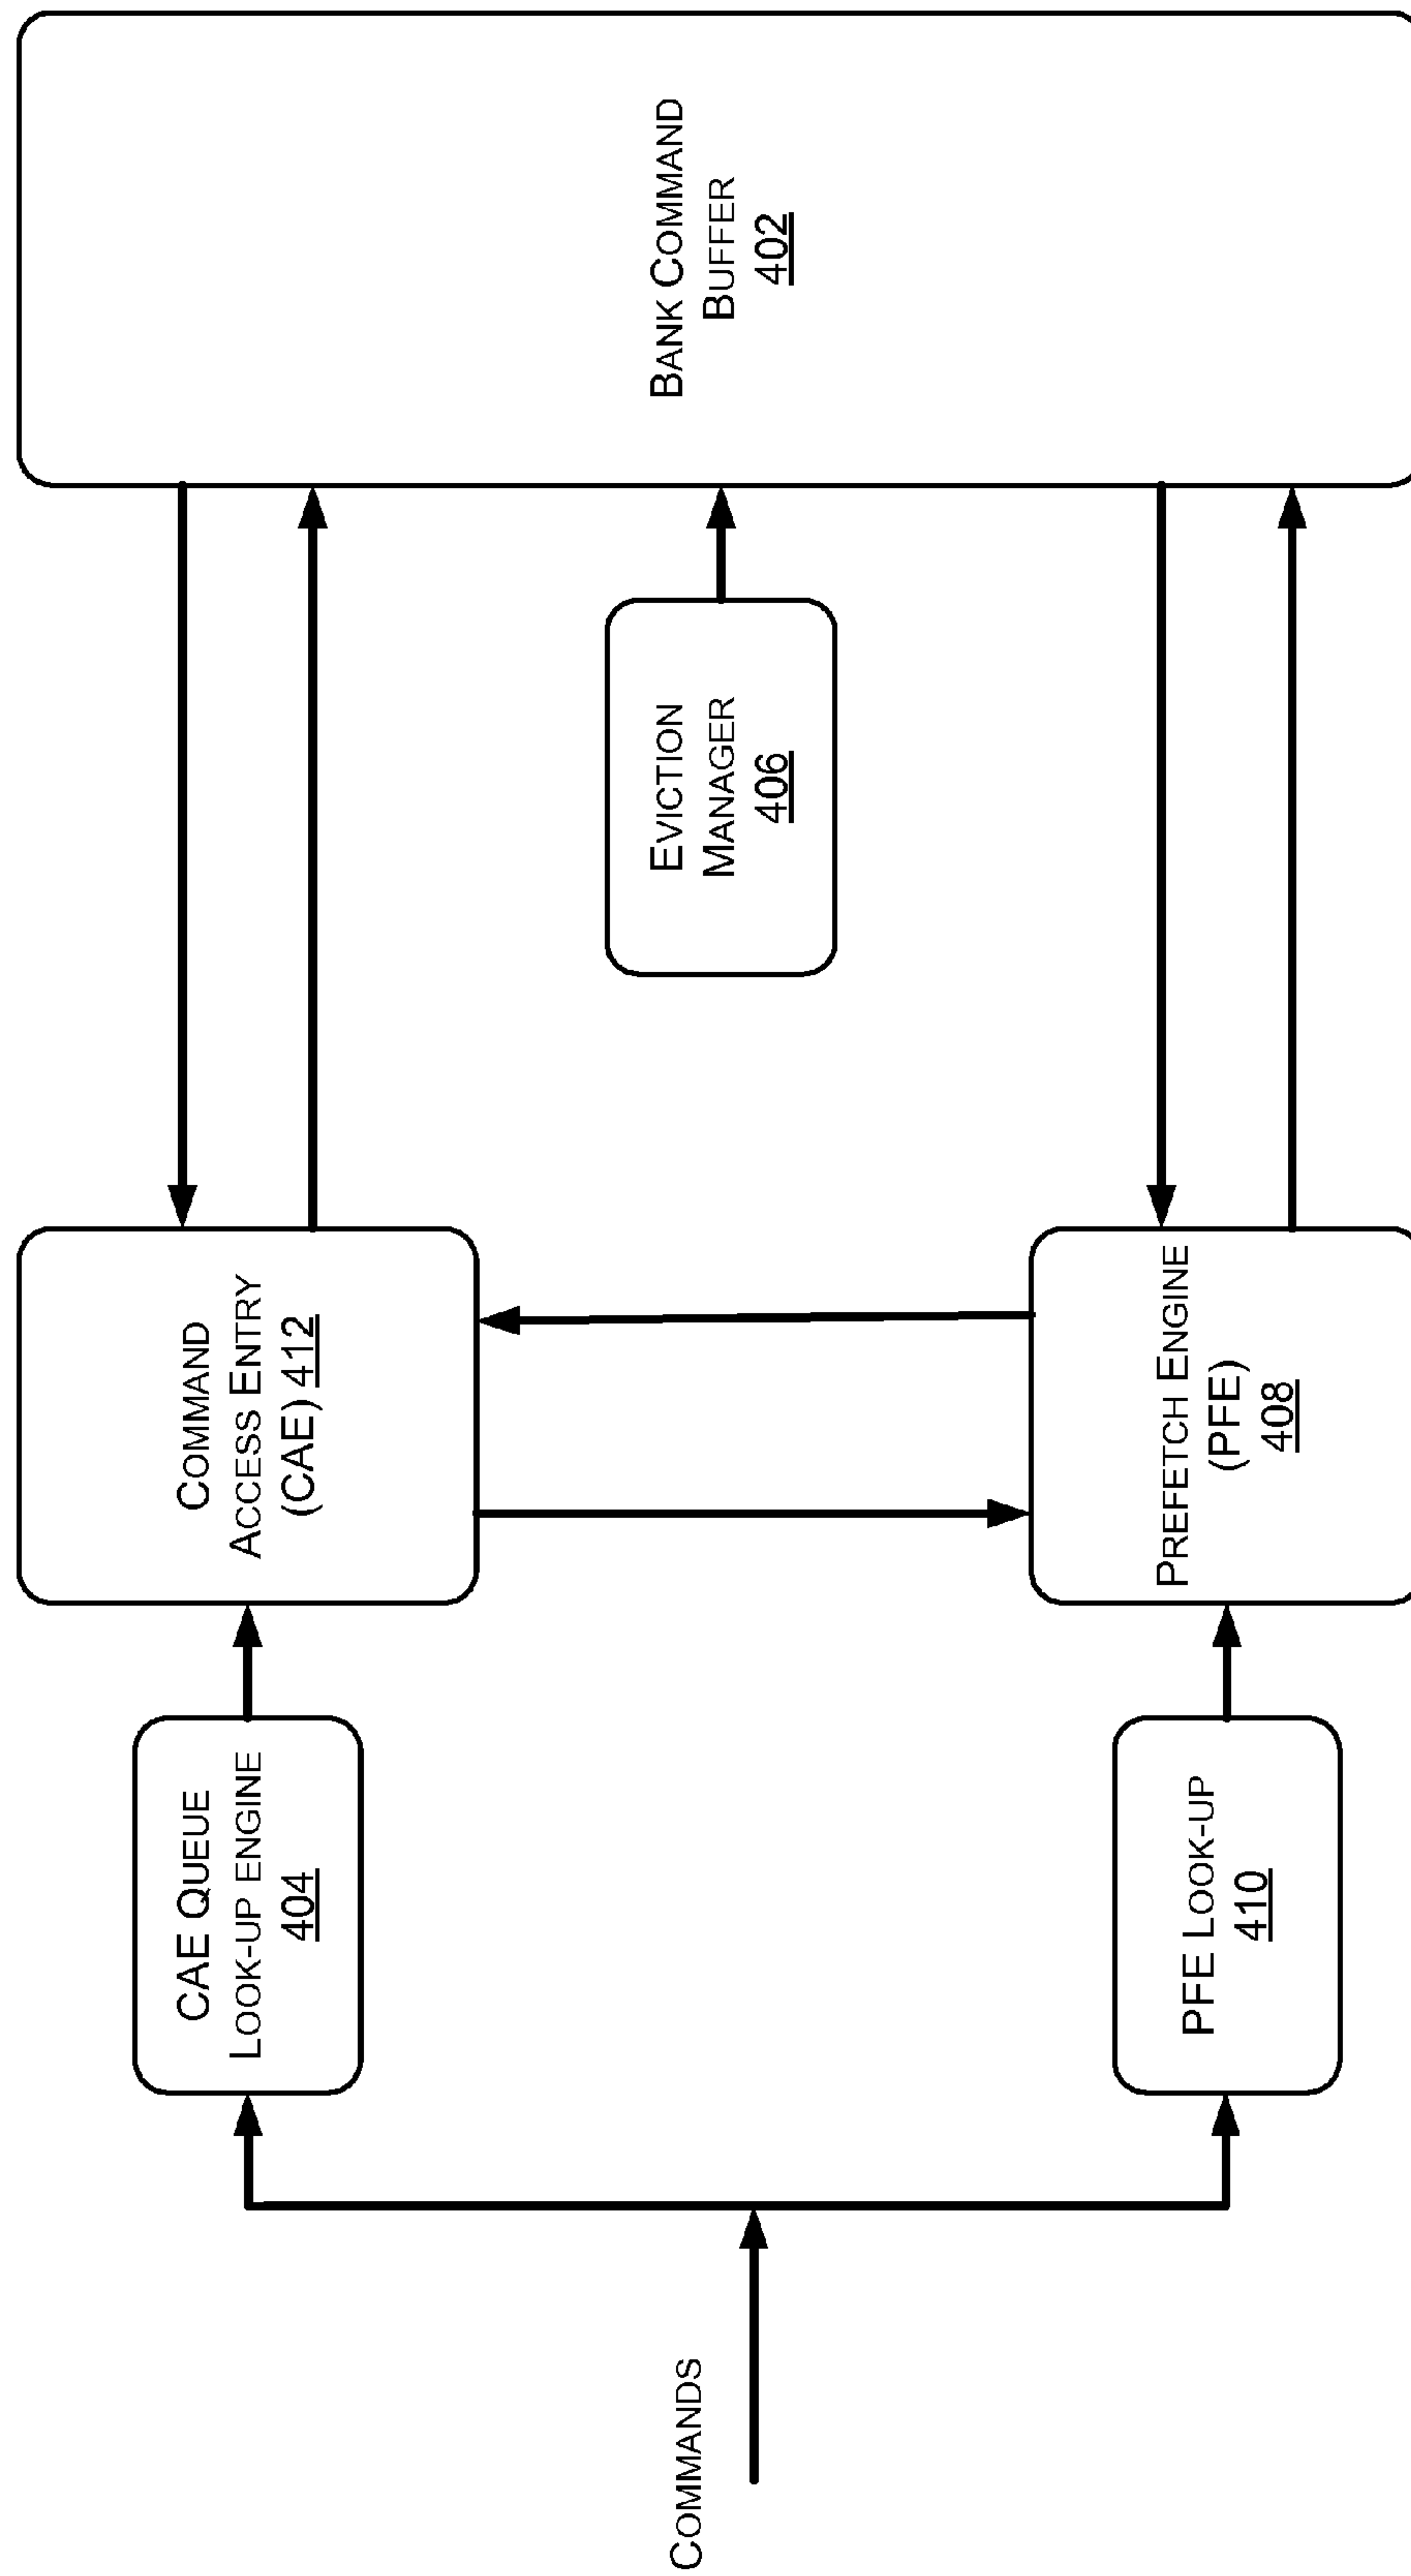 COMMANDS
CAE QUEUE
LOOK-UP ENGINE
404
PFE LOOK-UP
410
COMMAND
ACCESS ENTRY
(CAE) 412
PREFETCH ENGINE
(PFE)
408
EVICTION
MANAGER
406
BANK COMMAND
BUFFER
402